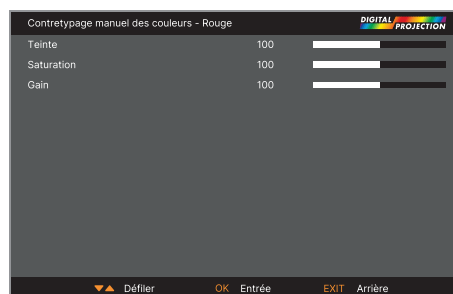 Contretypage manuel des couleurs - Rouge
DIGITAL PROJECTION
Teinte 100
Saturation 100
Gain 100
▼▲ Défiler OK Entrée EXIT Arrière